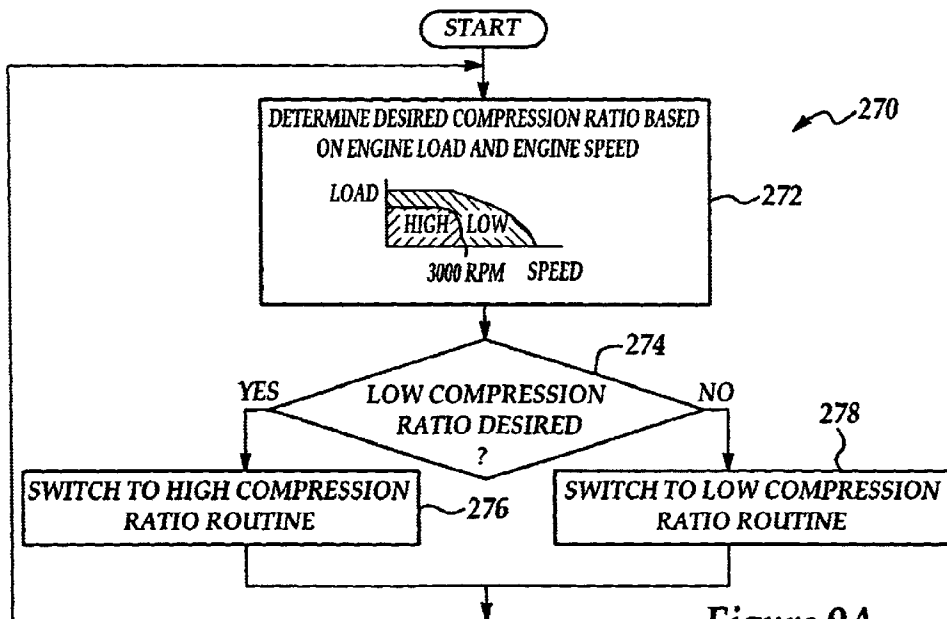 START
DETERMINE DESIRED COMPRESSION RATIO BASED
ON ENGINE LOAD AND ENGINE SPEED
270
LOAD
HIGH LOW
272
3000 RPM SPEED
274
YES
LOW COMPRESSION
RATIO DESIRED
?
NO
278
SWITCH TO HIGH COMPRESSION
RATIO ROUTINE
276
SWITCH TO LOW COMPRESSION
RATIO ROUTINE
Figure 9A